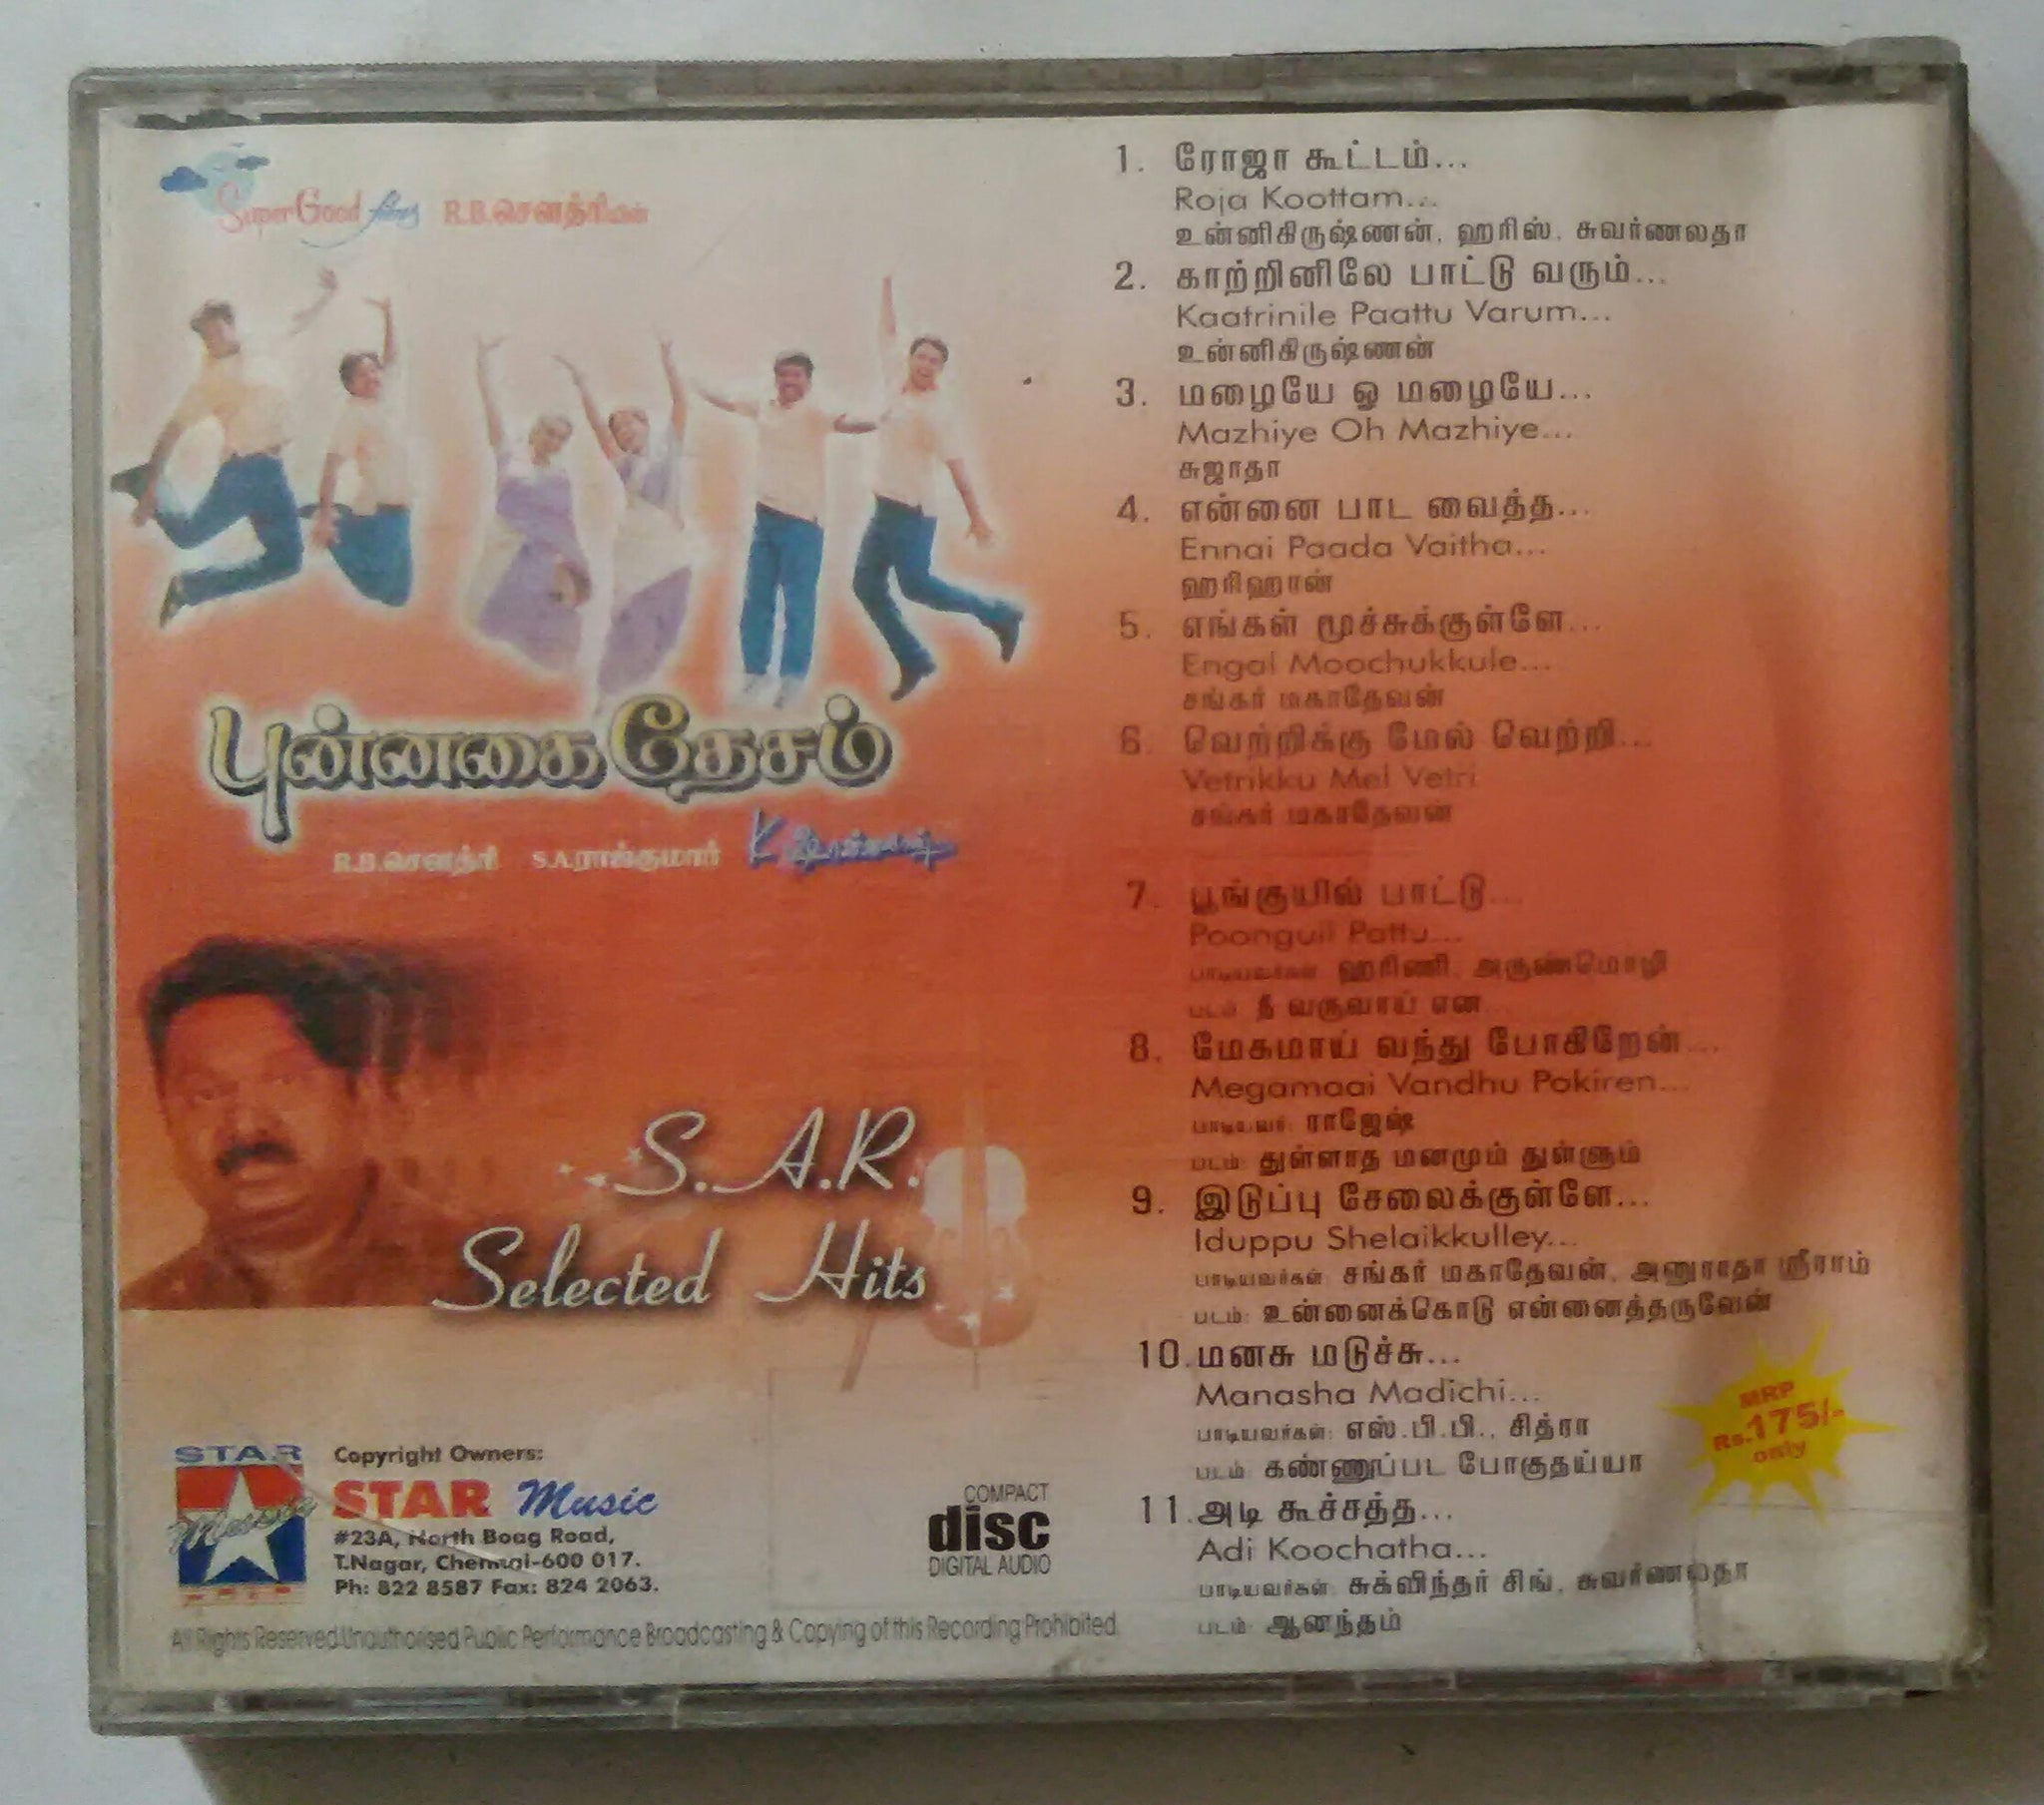 SuperGood films R.B.சௌத்ரியின்
புன்னகை தேசம்
R.B.சௌத்ரி S.A.ராஜ்குமார்
S.A.R.
Selected Hits
STAR
Music
Copyright Owners:
STAR Music
#23A, North Boag Road,
T.Nagar, Chennai-600 017.
Ph: 822 8587 Fax: 824 2063.
COMPACT
disc
DIGITAL AUDIO
All Rights Reserved Unauthorised Public Performance Broadcasting & Copying of this Recording Prohibited.
1. ரோஜா கூட்டம்...
Roja Koottam...
உன்னிகிருஷ்ணன், ஹரிஸ், சுவர்ணலதா
2. காற்றினிலே பாட்டு வரும்...
Kaatrinile Paattu Varum...
உன்னிகிருஷ்ணன்
3. மழையே ஓ மழையே...
Mazhiye Oh Mazhiye...
சுஜாதா
4. என்னை பாட வைத்த...
Ennai Paada Vaitha...
ஹரிஹரன்
5. எங்கள் மூச்சுக்குள்ளே...
Engal Moochukkule...
சங்கர் மகாதேவன்
6. வெற்றிக்கு மேல் வெற்றி...
Vetrikku Mel Vetri
சங்கர் மகாதேவன்
7. பூங்குயில் பாட்டு...
Poonguil Pattu...
பாடியவர்கள்: ஹரிணி, அருண்மொழி
படம்: நீ வருவாய் என
8. மேகமாய் வந்து போகிறேன்...
Megamaai Vandhu Pokiren...
பாடியவர்: ராஜேஷ்
படம்: துள்ளாத மனமும் துள்ளும்
9. இடுப்பு சேலைக்குள்ளே...
Iduppu Shelaikkulley...
பாடியவர்கள்: சங்கர் மகாதேவன், அனுராதா ஸ்ரீராம்
படம்: உன்னைக்கொடு என்னைத்தருவேன்
10. மனசு மடுச்சு...
Manasha Madichi...
பாடியவர்கள்: எஸ்.பி.பி., சித்ரா
படம்: கண்ணுப்பட போகுதய்யா
11. அடி கூச்சத்த...
Adi Koochatha...
பாடியவர்கள்: சுக்விந்தர் சிங், சுவர்ணலதா
படம்: ஆனந்தம்
MRP
Rs.175/-
only